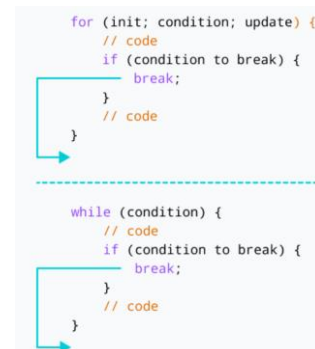 for (init; condition; update) {
    // code
    if (condition to break) {
        break;
    }
    // code
}
while (condition) {
    // code
    if (condition to break) {
        break;
    }
    // code
}